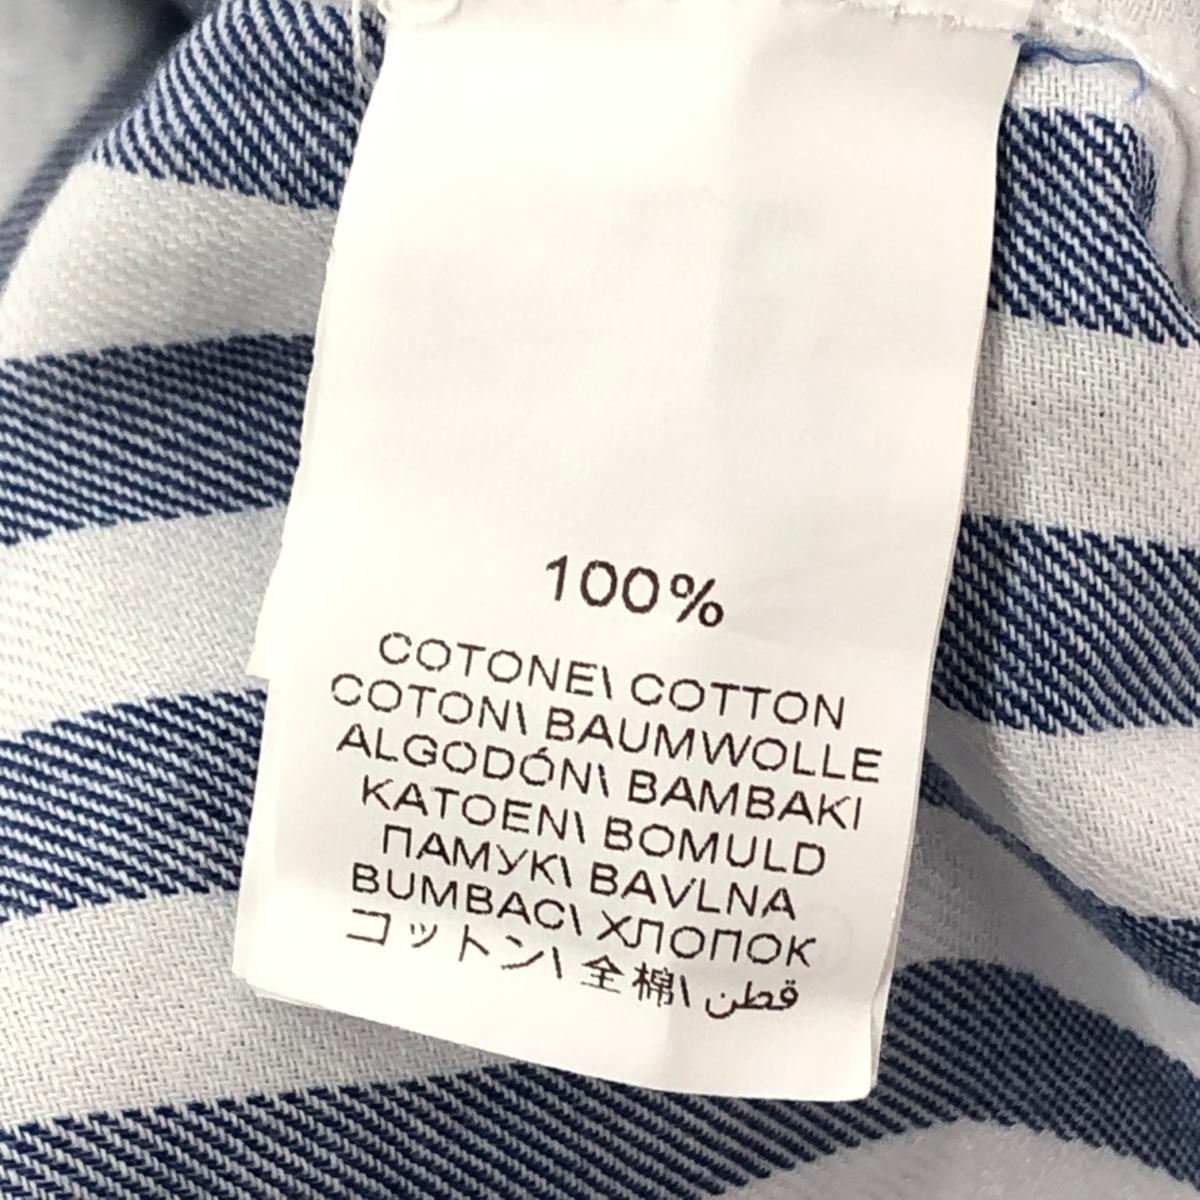 100%
COTONE\ COTTON
COTON\ BAUMWOLLE
ALGODÓN\ BAMBAKI
KATOEN\ BOMULD
ПАМУК\ BAVLNA
BUMBAC\ ХЛОПОК
コットン\ 全棉\ قطن